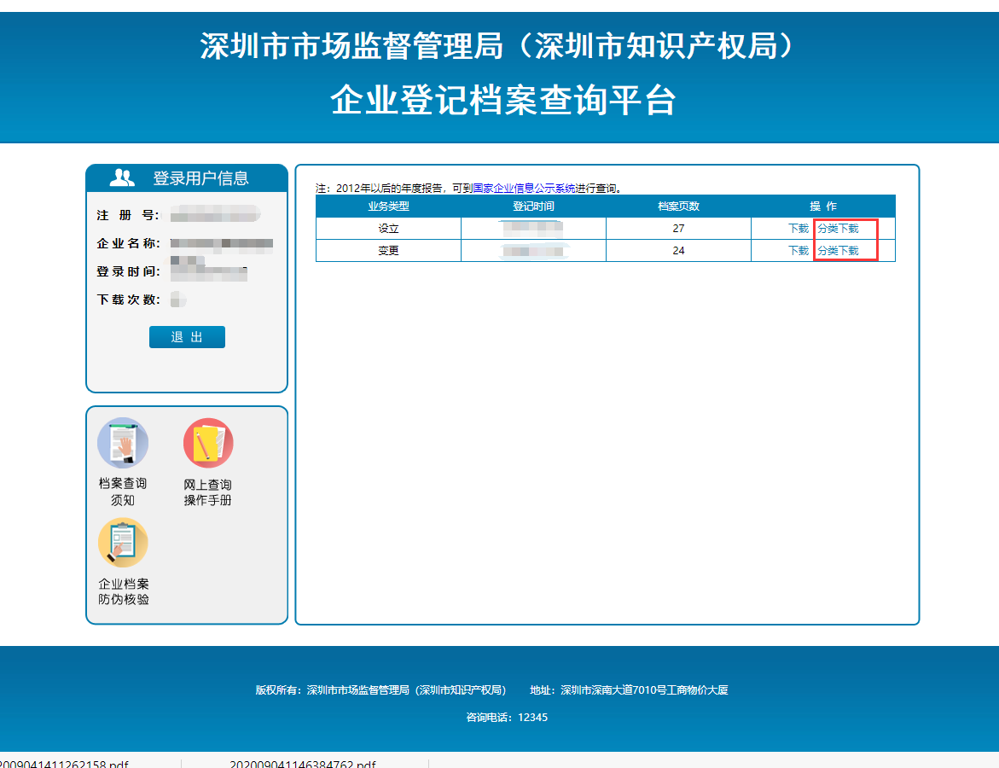 深圳市市场监督管理局（深圳市知识产权局）
企业登记档案查询平台
登录用户信息
注 册 号:
企业名称:
登录时间:
下载次数:
退 出
档案查询
须知
网上查询
操作手册
企业档案
防伪核验
注：2012年以后的年度报告，可到国家企业信息公示系统进行查询。
业务类型 登记时间 档案页数 操 作
设立 27 下载 分类下载
变更 24 下载 分类下载
版权所有：深圳市市场监督管理局（深圳市知识产权局） 地址：深圳市深南大道7010号工商物价大厦
咨询电话：12345
2009041411262158.pdf 202009041146384762.pdf